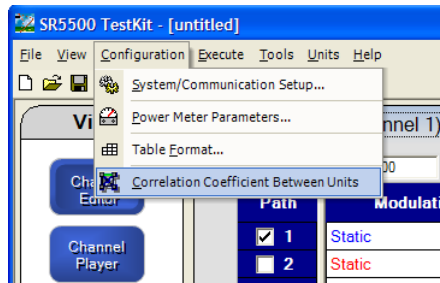 SR5500 TestKit - [untitled]
File View Configuration Execute Tools Units Help
System/Communication Setup...
Power Meter Parameters...
Table Format...
Correlation Coefficient Between Units
Vi
nnel 1)
00
Editor
Path Modulati
1 Static
Channel Player
2 Static